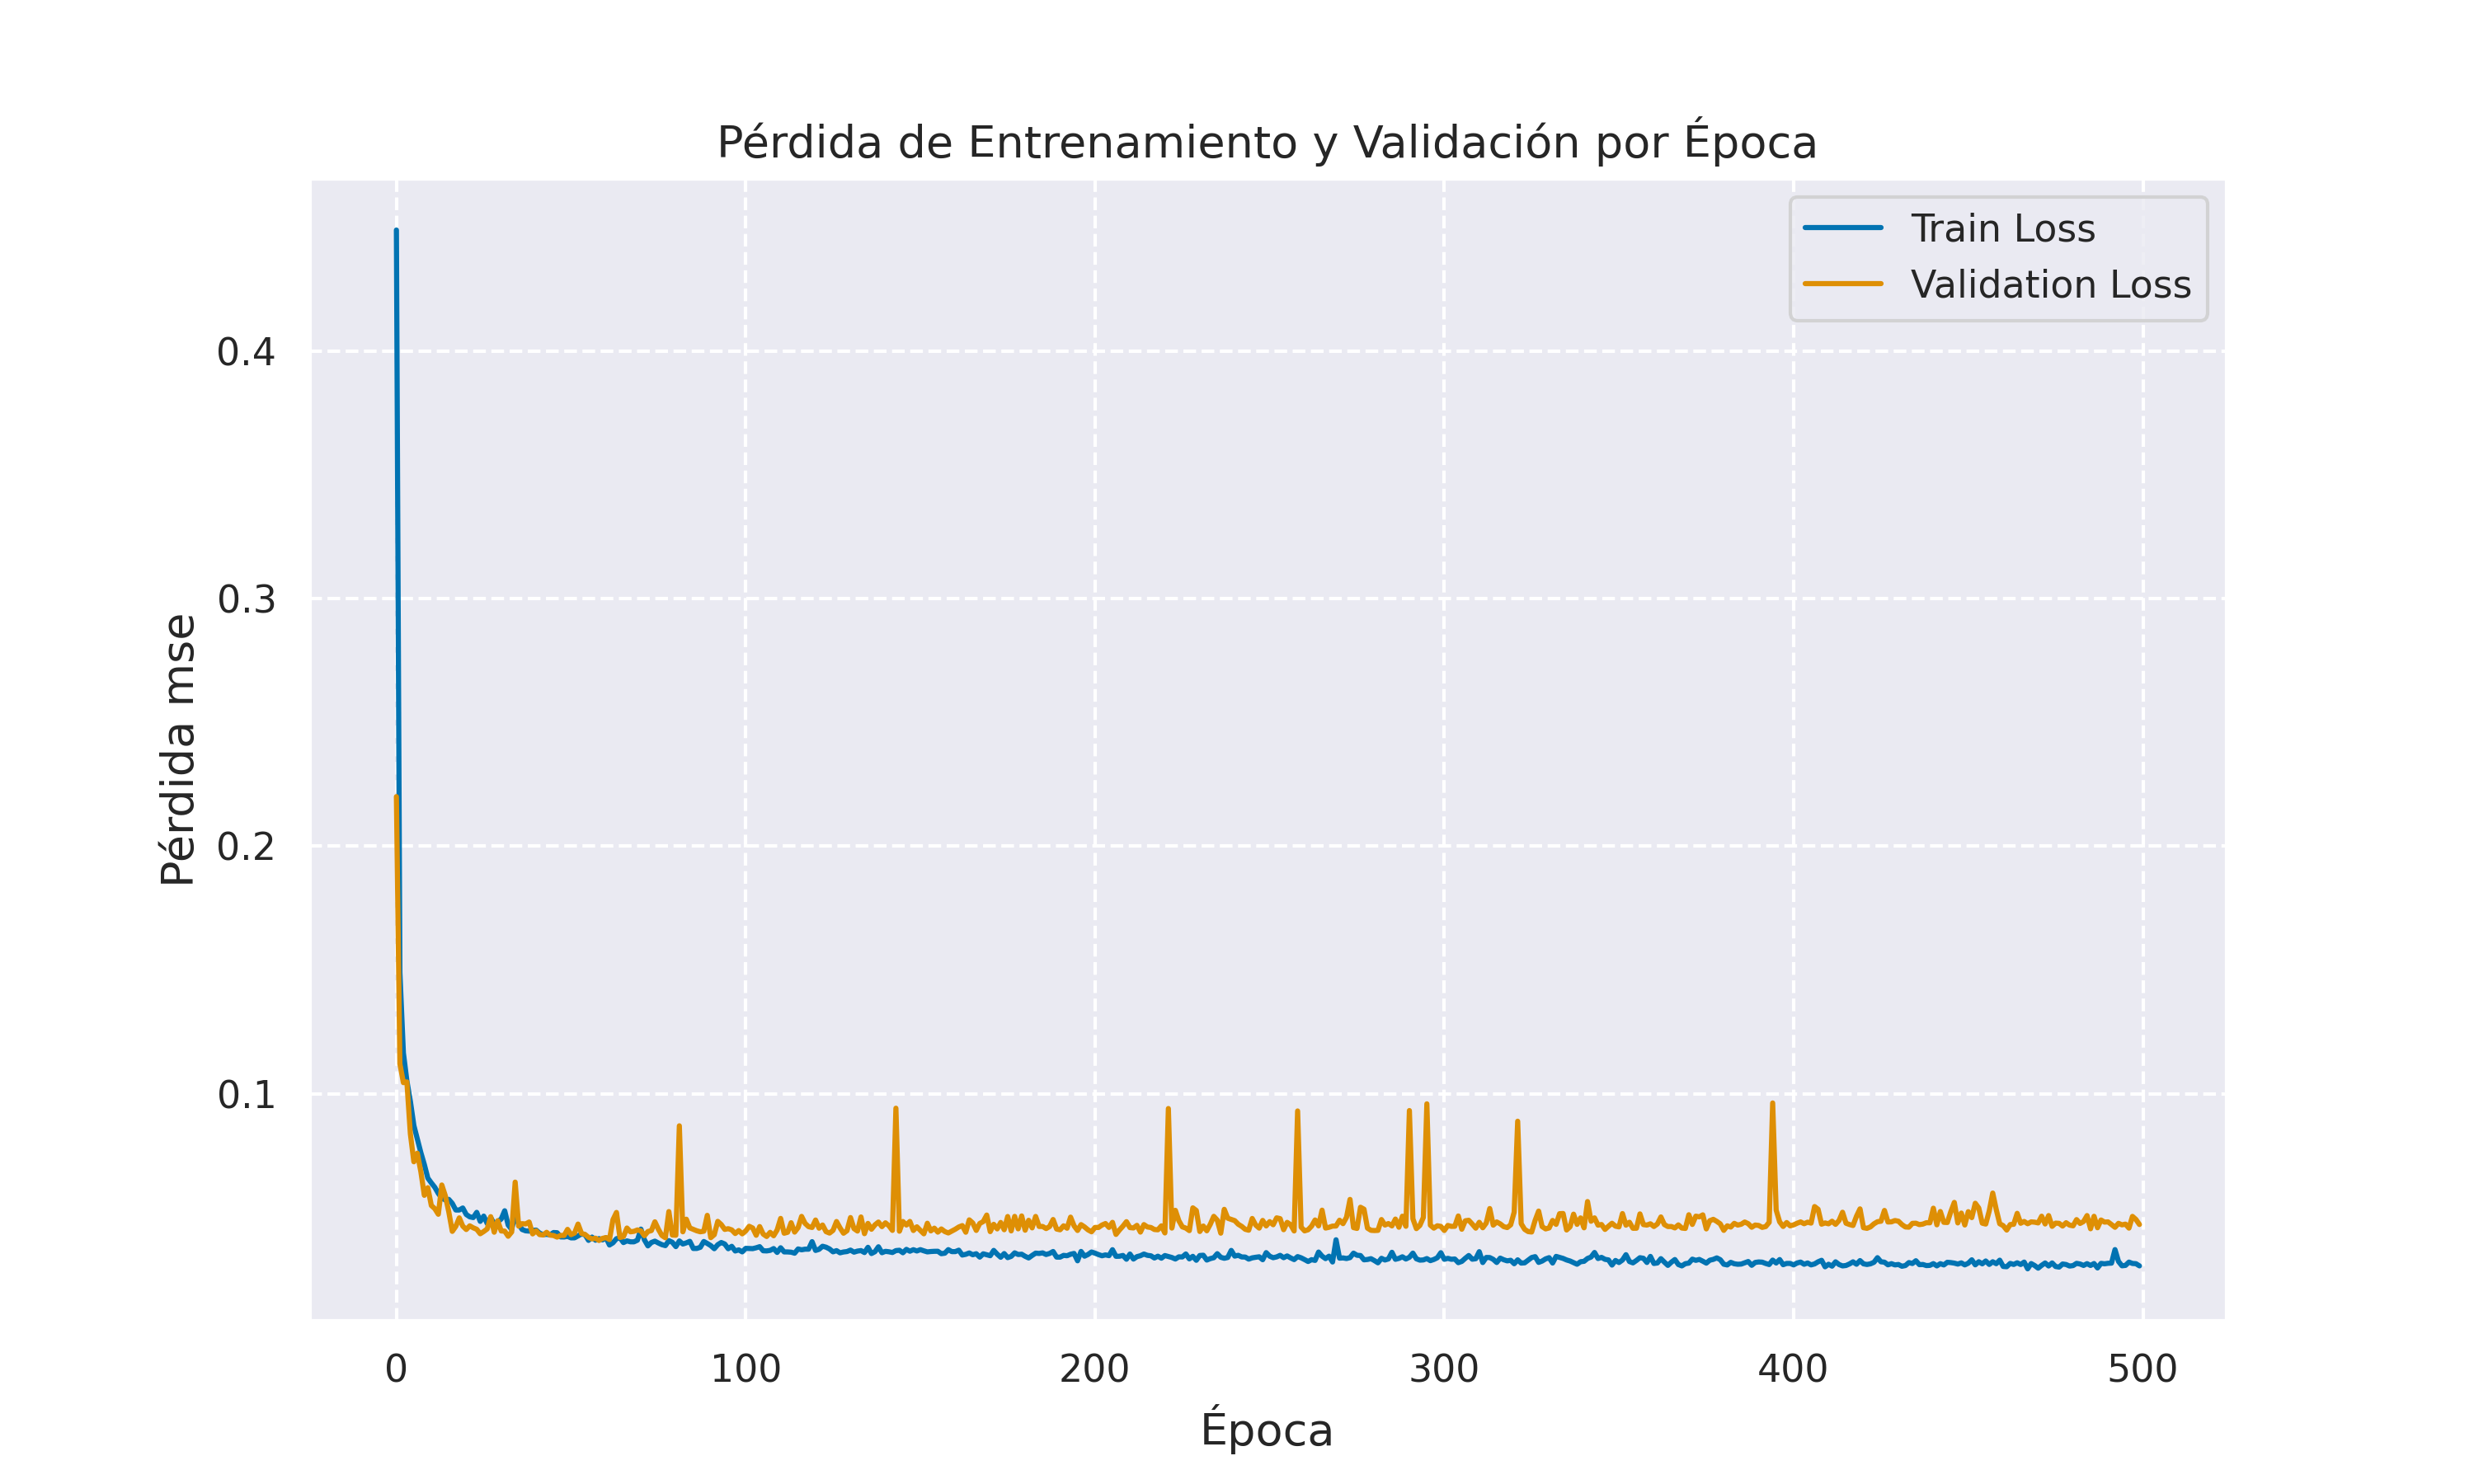 Pérdida de Entrenamiento y Validación por Época
Train Loss
Validation Loss
Pérdida mse
0.4
0.3
0.2
0.1
0 100 200 300 400 500
Época